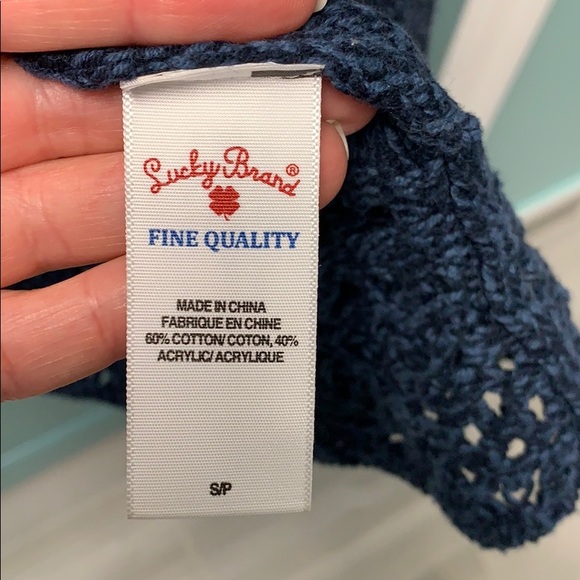 Lucky Brand®
FINE QUALITY
MADE IN CHINA
FABRIQUE EN CHINE
60% COTTON/ COTON, 40%
ACRYLIC/ ACRYLIQUE
S/P